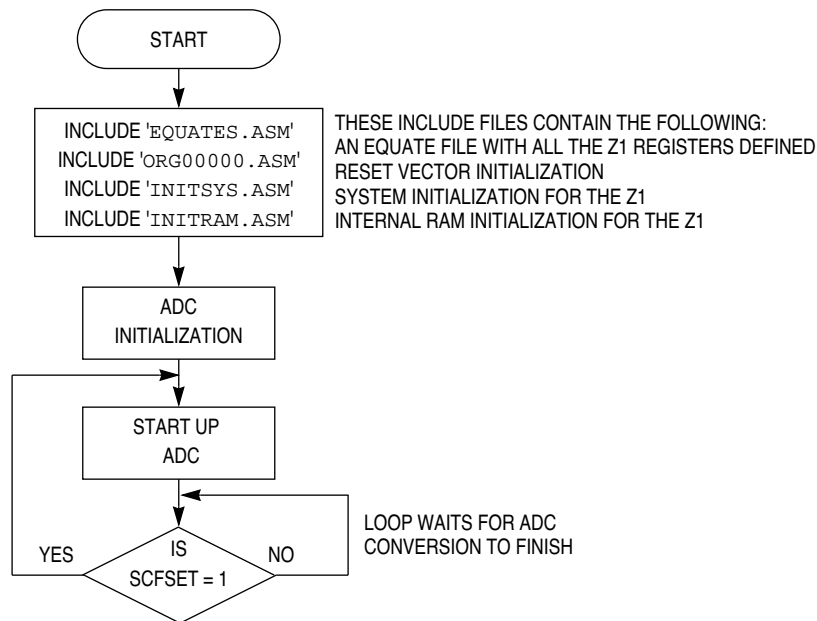 START
INCLUDE 'EQUATES.ASM'
INCLUDE 'ORG00000.ASM'
INCLUDE 'INITSYS.ASM'
INCLUDE 'INITRAM.ASM'
THESE INCLUDE FILES CONTAIN THE FOLLOWING:
AN EQUATE FILE WITH ALL THE Z1 REGISTERS DEFINED
RESET VECTOR INITIALIZATION
SYSTEM INITIALIZATION FOR THE Z1
INTERNAL RAM INITIALIZATION FOR THE Z1
ADC
INITIALIZATION
START UP
ADC
LOOP WAITS FOR ADC
CONVERSION TO FINISH
YES
IS
SCFSET = 1
NO